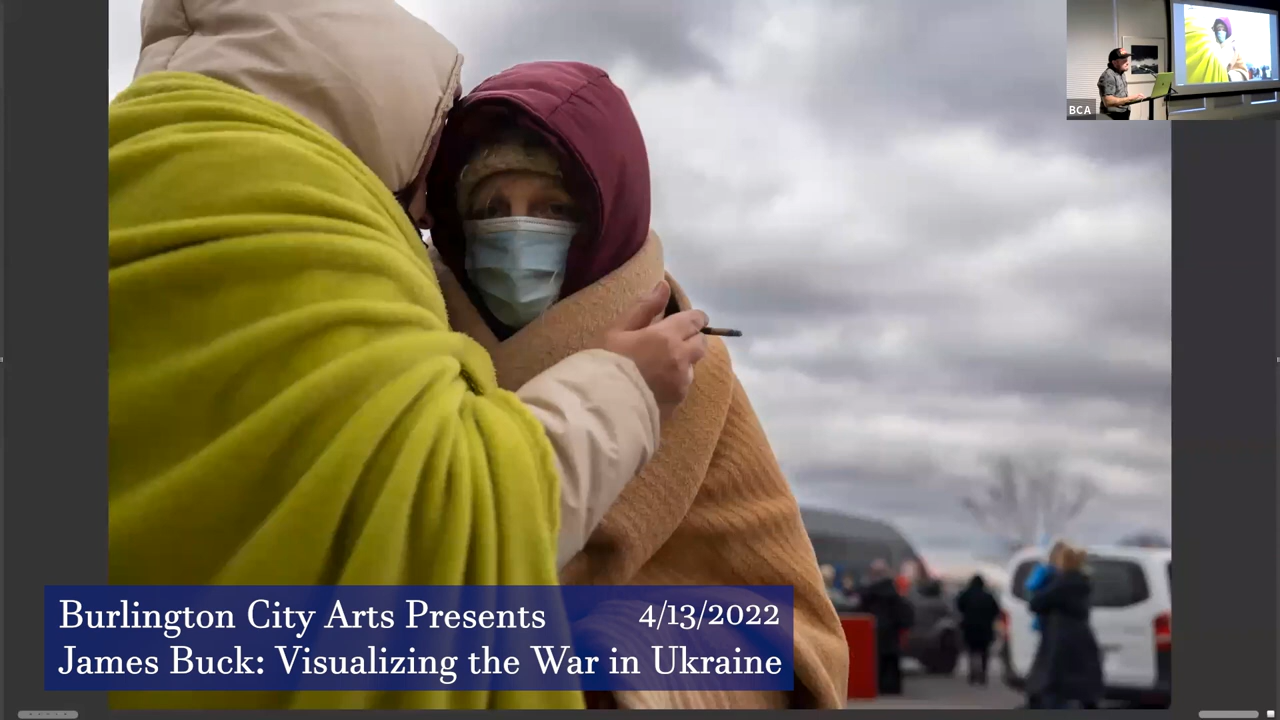 BCA
Burlington City Arts Presents 4/13/2022
James Buck: Visualizing the War in Ukraine